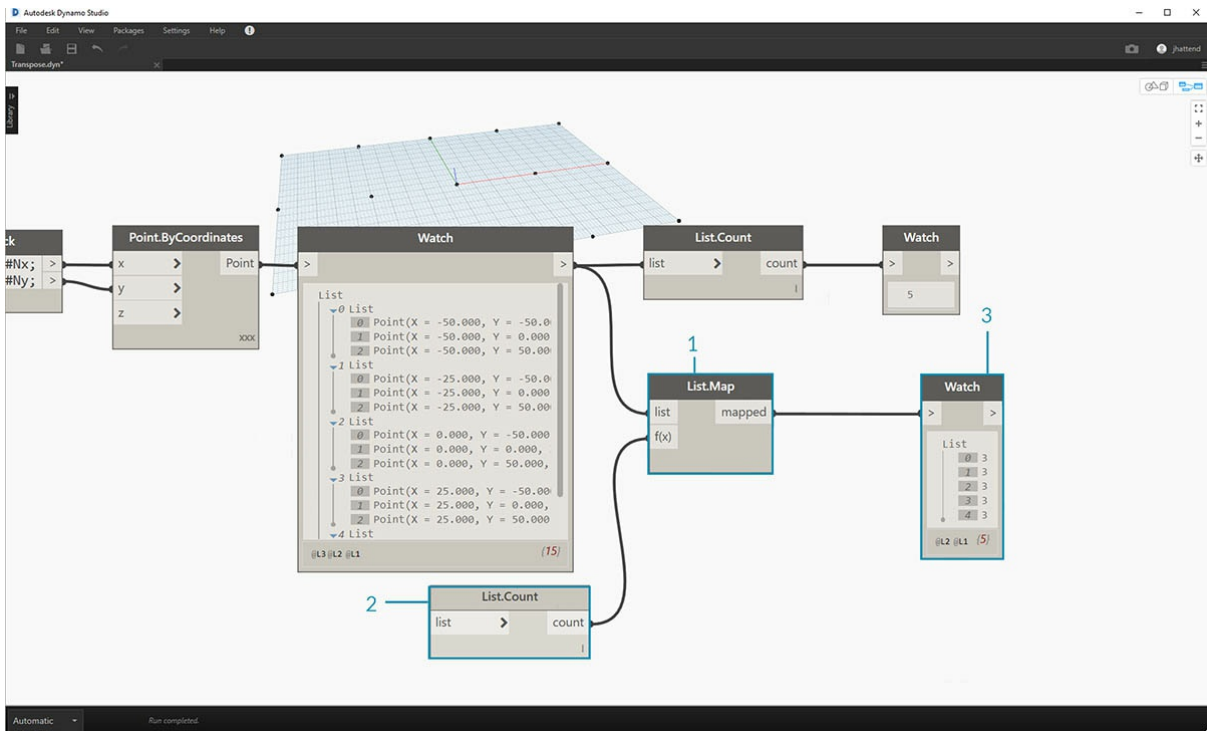 Autodesk Dynamo Studio
File Edit View Packages Settings Help
jhattend
Transpose.dyn*
Library
ck
#Nx; >
#Ny; >
Point.ByCoordinates
x > Point
y >
z >
xxx
Watch
> >
List
0 List
0 Point(X = -50.000, Y = -50.0
1 Point(X = -50.000, Y = 0.000
2 Point(X = -50.000, Y = 50.00
1 List
0 Point(X = -25.000, Y = -50.0
1 Point(X = -25.000, Y = 0.000
2 Point(X = -25.000, Y = 50.00
2 List
0 Point(X = 0.000, Y = -50.000
1 Point(X = 0.000, Y = 0.000,
2 Point(X = 0.000, Y = 50.000,
3 List
0 Point(X = 25.000, Y = -50.00
1 Point(X = 25.000, Y = 0.000,
2 Point(X = 25.000, Y = 50.000
4 List
@L3 @L2 @L1 {15}
List.Count
list > count
l
Watch
> >
5
1
List.Map
list mapped
f(x)
3
Watch
> >
List
0 3
1 3
2 3
3 3
4 3
@L2 @L1 {5}
2
List.Count
list > count
l
Automatic
Run completed.